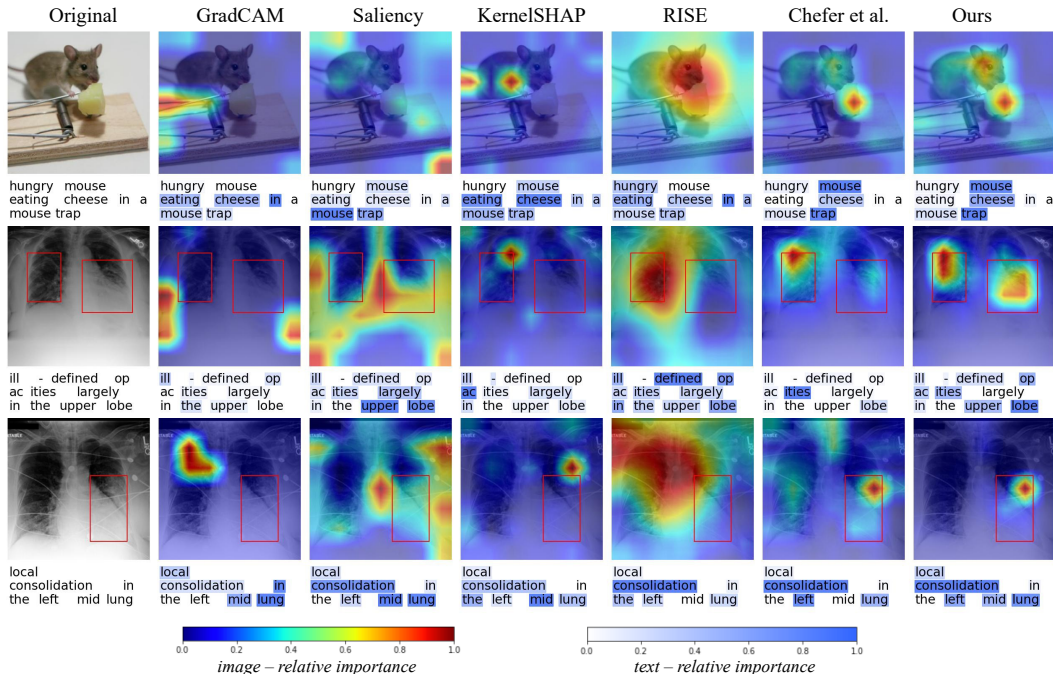 Original GradCAM Saliency KernelSHAP RISE Chefer et al. Ours
hungry mouse hungry mouse hungry mouse hungry mouse hungry mouse hungry mouse hungry mouse
eating cheese in a eating cheese in a eating cheese in a eating cheese in a eating cheese in a eating cheese in a eating cheese in a
mouse trap mouse trap mouse trap mouse trap mouse trap mouse trap mouse trap
ill - defined op ill - defined op ill - defined op ill - defined op ill - defined op ill - defined op ill - defined op
ac ities largely ac ities largely ac ities largely ac ities largely ac ities largely ac ities largely ac ities largely
in the upper lobe in the upper lobe in the upper lobe in the upper lobe in the upper lobe in the upper lobe in the upper lobe
local local local local local local local
consolidation in consolidation in consolidation in consolidation in consolidation in consolidation in consolidation in
the left mid lung the left mid lung the left mid lung the left mid lung the left mid lung the left mid lung the left mid lung
0.0 0.2 0.4 0.6 0.8 1.0 0.0 0.2 0.4 0.6 0.8 1.0
image – relative importance text – relative importance